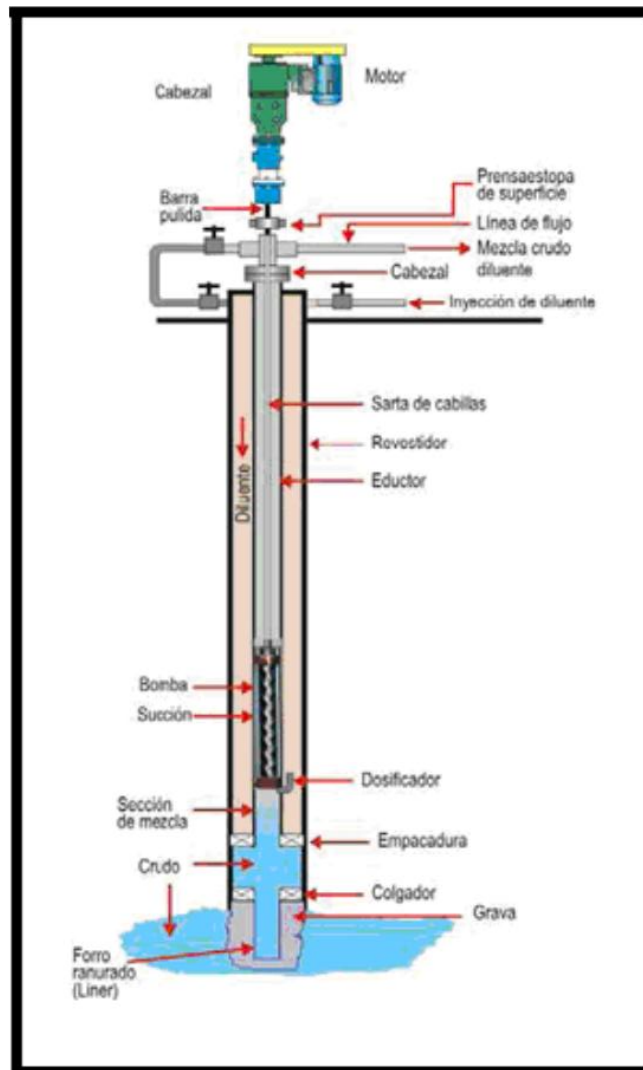 Motor
Cabezal
Prensaestopa
de superficie
Barra
pulida
Línea de flujo
Mezcla crudo
diluente
Cabezal
Inyección de diluente
Sarta de cabillas
Revestidor
Eductor
Diluente
Bomba
Succión
Dosificador
Sección
de mezcla
Empacadura
Crudo
Colgador
Grava
Forro
ranurado
(Liner)